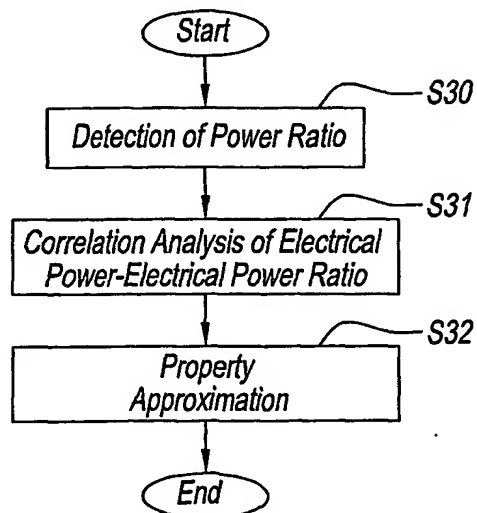 Start
S30
Detection of Power Ratio
S31
Correlation Analysis of Electrical
Power-Electrical Power Ratio
S32
Property
Approximation
End